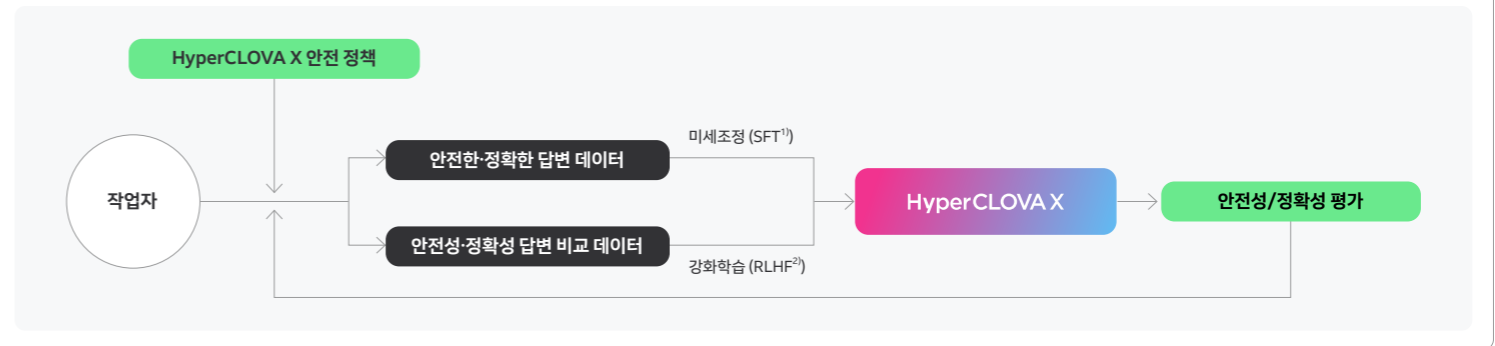 HyperCLOVA X 안전 정책
작업자
안전한·정확한 답변 데이터
미세조정 (SFT¹⁾)
안전성·정확성 답변 비교 데이터
강화학습 (RLHF²⁾)
HyperCLOVA X
안전성/정확성 평가